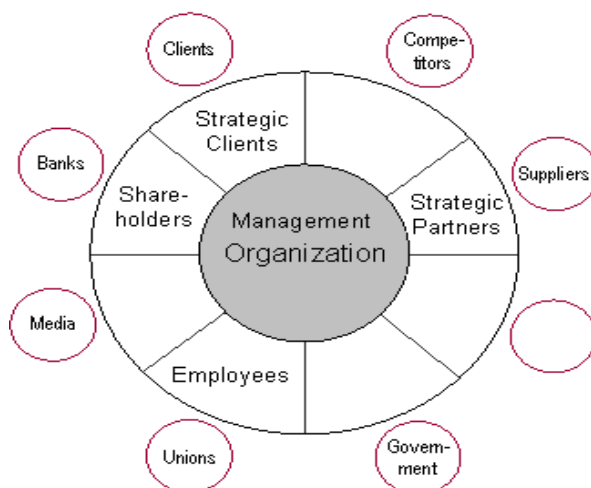 Clients
Compe-
titors
Strategic
Clients
Banks
Suppliers
Share-
holders
Strategic
Partners
Management
Organization
Media
Employees
Unions
Govern-
ment